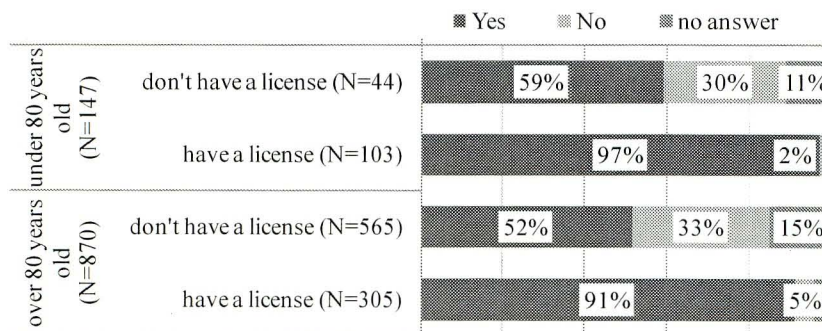 Yes No no answer
under 80 years old (N=147)
don't have a license (N=44) 59% 30% 11%
have a license (N=103) 97% 2%
over 80 years old (N=870)
don't have a license (N=565) 52% 33% 15%
have a license (N=305) 91% 5%